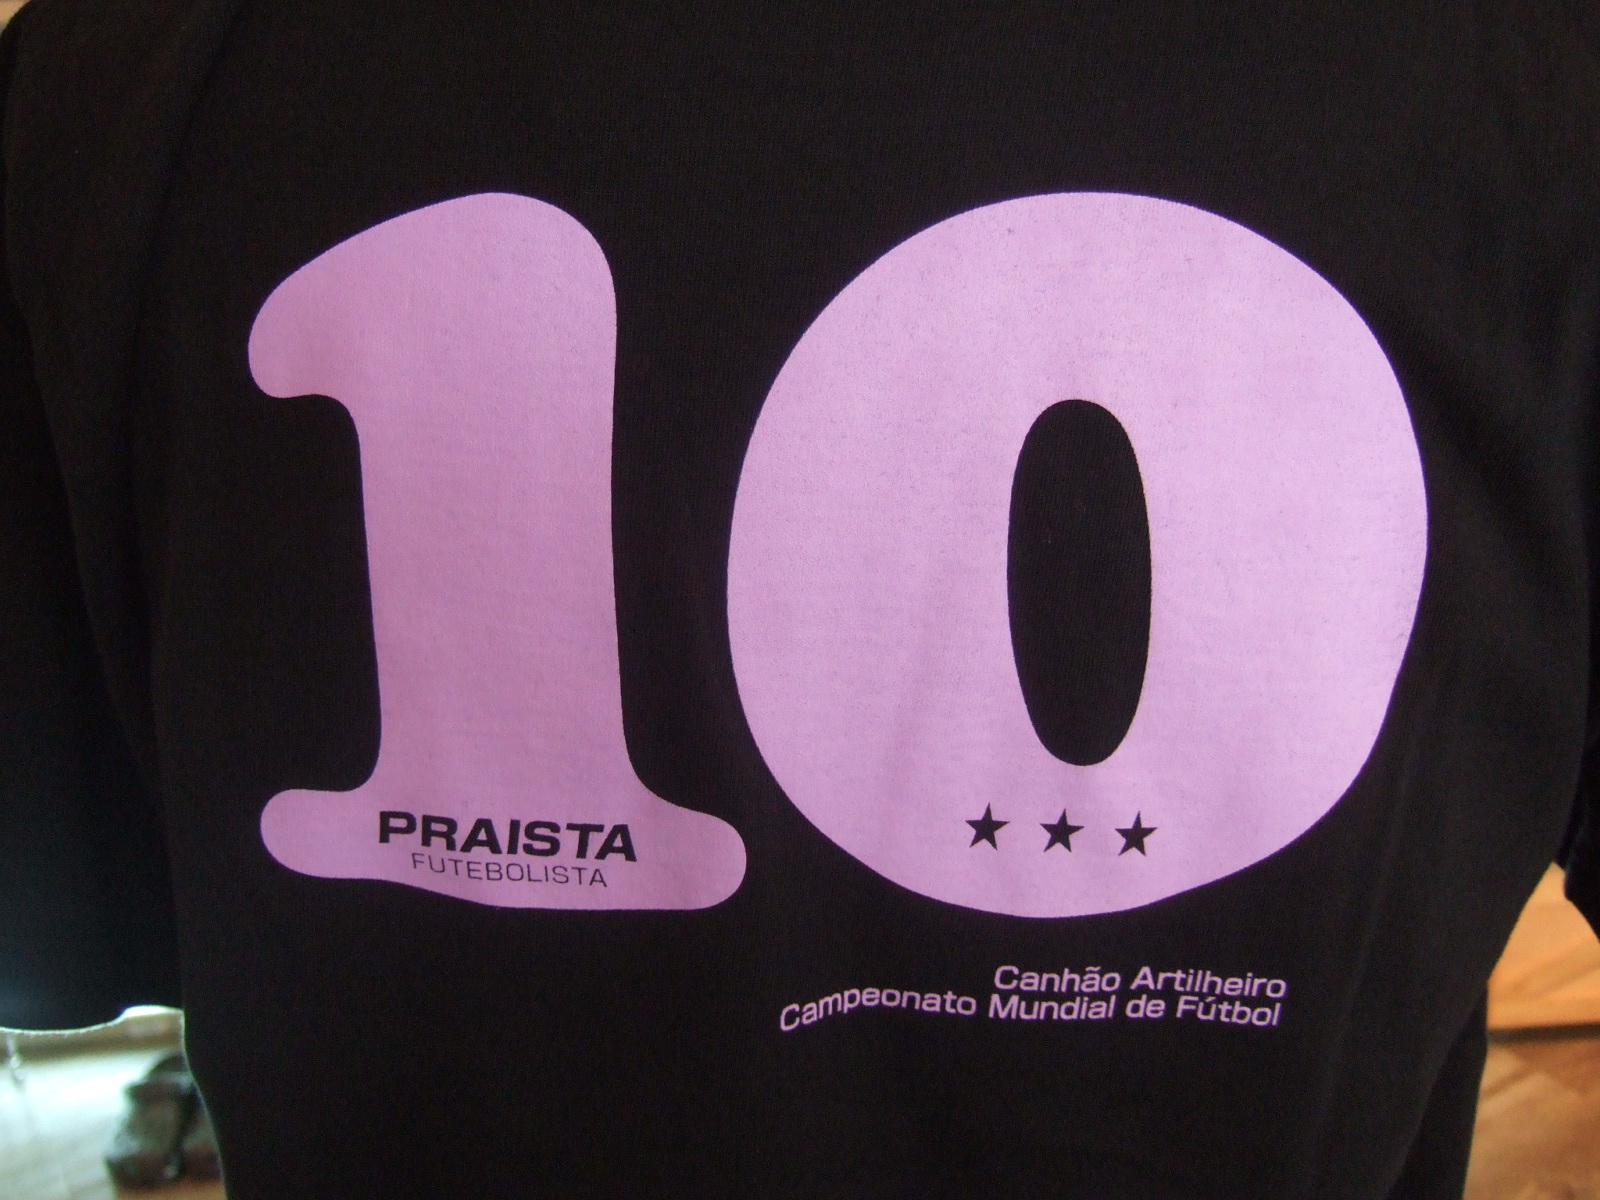 10
PRAISTA
FUTEBOLISTA
Canhão Artilheiro
Campeonato Mundial de Fútbol